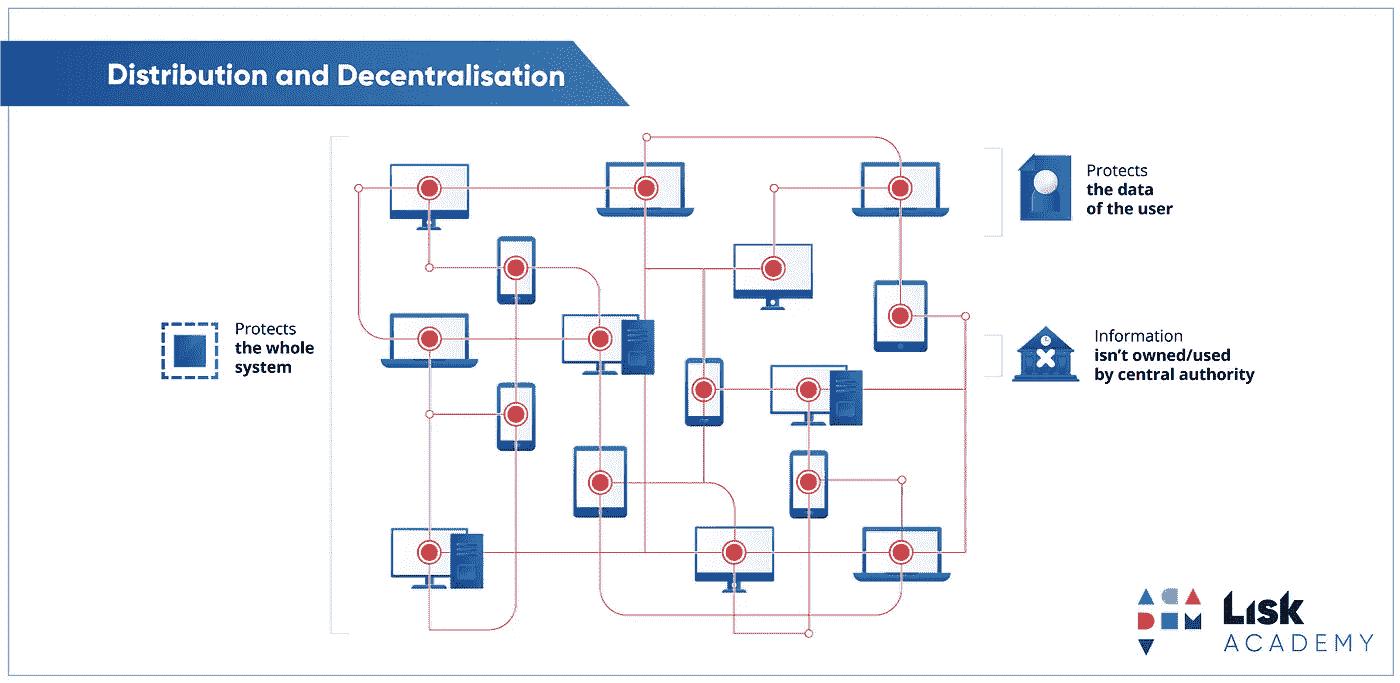 Distribution and Decentralisation
Protects
the data
of the user
Protects
the whole
system
Information
isn't owned/used
by central authority
Lisk
ACADEMY